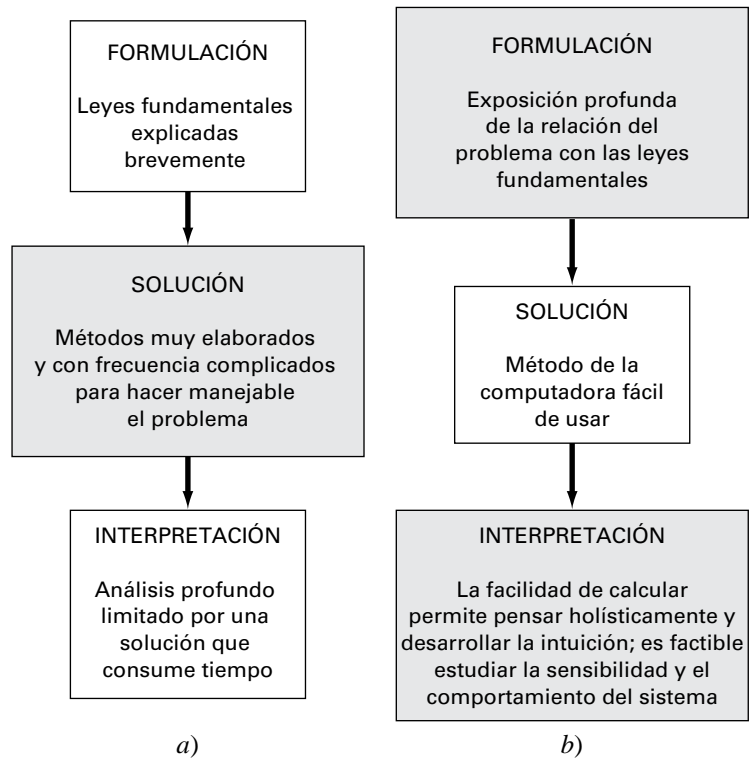 FORMULACIÓN
Leyes fundamentales
explicadas
brevemente
SOLUCIÓN
Métodos muy elaborados
y con frecuencia complicados
para hacer manejable
el problema
INTERPRETACIÓN
Análisis profundo
limitado por una
solución que
consume tiempo
a)
FORMULACIÓN
Exposición profunda
de la relación del
problema con las leyes
fundamentales
SOLUCIÓN
Método de la
computadora fácil
de usar
INTERPRETACIÓN
La facilidad de calcular
permite pensar holísticamente y
desarrollar la intuición; es factible
estudiar la sensibilidad y el
comportamiento del sistema
b)